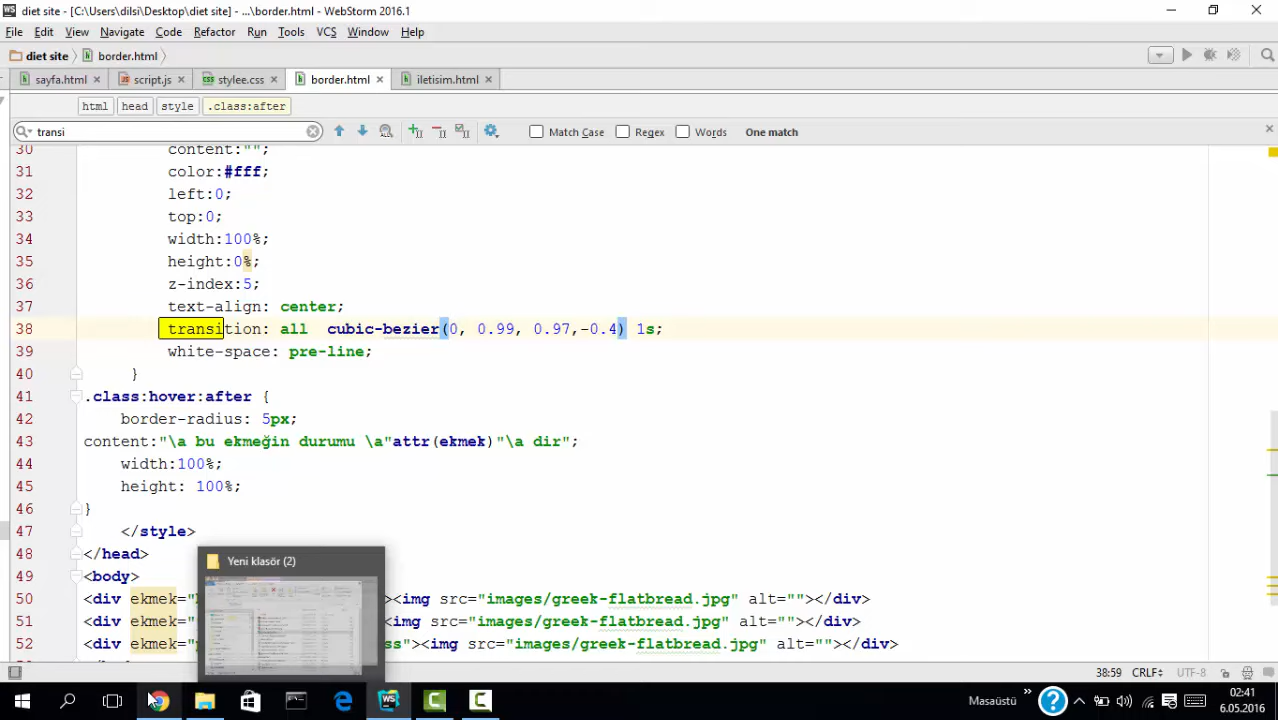 diet site - [C:\Users\dilsi\Desktop\diet site] - ...\border.html - WebStorm 2016.1
File Edit View Navigate Code Refactor Run Tools VCS Window Help
diet site border.html
sayfa.html script.js stylee.css border.html iletisim.html
html head style .class:after
transi Match Case Regex Words One match
30 content:"";
31 color:#fff;
32 left:0;
33 top:0;
34 width:100%;
35 height:0%;
36 z-index:5;
37 text-align: center;
38 transition: all cubic-bezier(0, 0.99, 0.97,-0.4) 1s;
39 white-space: pre-line;
40 }
41 .class:hover:after {
42 border-radius: 5px;
43 content:"\a bu ekmeğin durumu \a"attr(ekmek)"\a dir";
44 width:100%;
45 height: 100%;
46 }
47 </style>
48 </head>
Yeni klasör (2)
49 <body>
50 <div ekmek=" ><img src="images/greek-flatbread.jpg" alt=""></div>
51 <div ekmek= <img src="images/greek-flatbread.jpg" alt=""></div>
52 <div ekmek= ss"><img src="images/greek-flatbread.jpg" alt=""></div>
38:59 CRLF UTF-8
Masaüstü
02:41
6.05.2016